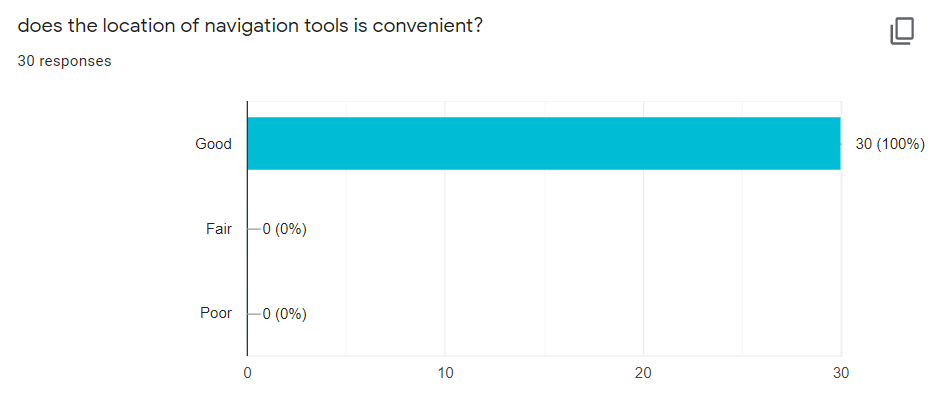 does the location of navigation tools is convenient?
30 responses
Good
30 (100%)
Fair
0 (0%)
Poor
0 (0%)
0
10
20
30